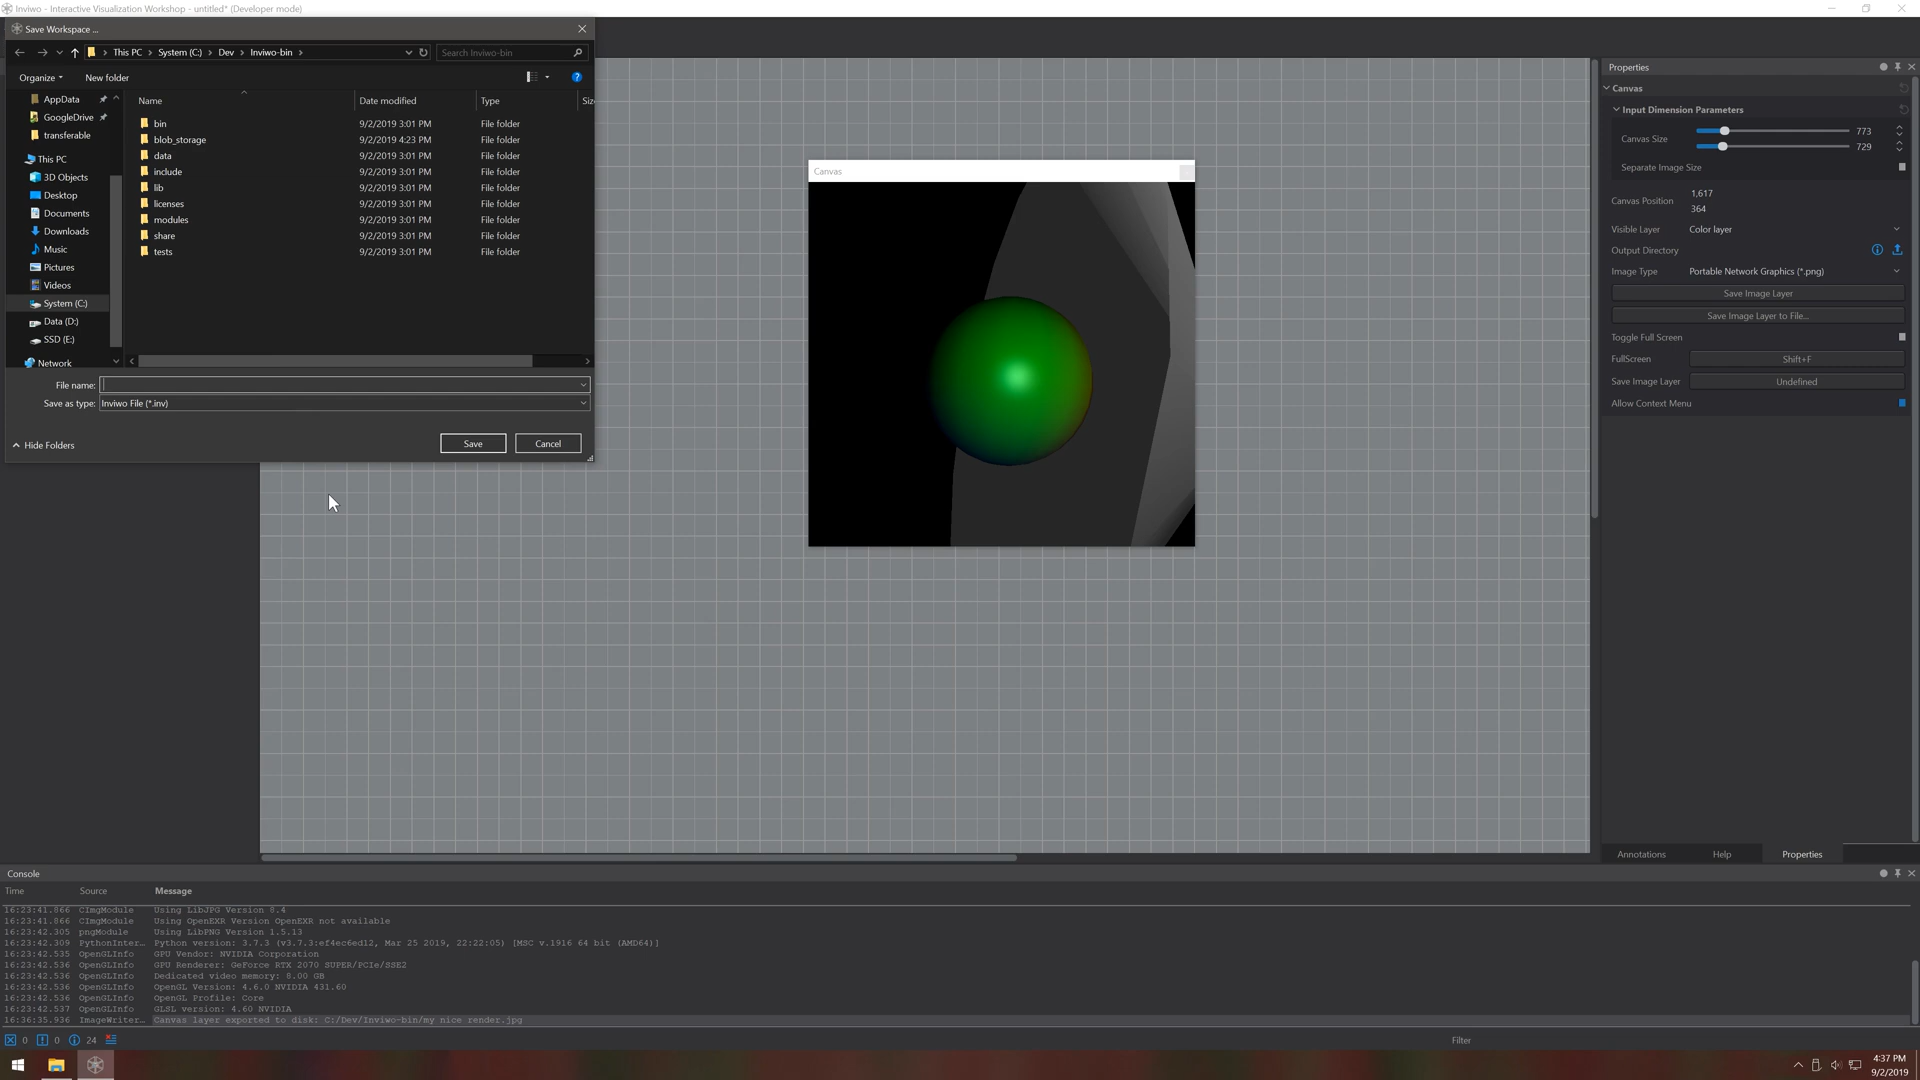 Inviwo - Interactive Visualization Workshop - untitled* (Developer mode)
Save Workspace ...
This PC > System (C:) > Dev > Inviwo-bin >
Search Inviwo-bin
Organize
New folder
Name Date modified Type Siz
AppData
GoogleDrive
transferable
This PC
3D Objects
Desktop
Documents
Downloads
Music
Pictures
Videos
System (C:)
Data (D:)
SSD (E:)
Network
bin 9/2/2019 3:01 PM File folder
blob_storage 9/2/2019 4:23 PM File folder
data 9/2/2019 3:01 PM File folder
include 9/2/2019 3:01 PM File folder
lib 9/2/2019 3:01 PM File folder
licenses 9/2/2019 3:01 PM File folder
modules 9/2/2019 3:01 PM File folder
share 9/2/2019 3:01 PM File folder
tests 9/2/2019 3:01 PM File folder
File name:
Save as type: Inviwo File (*.inv)
Hide Folders
Save
Cancel
Canvas
Properties
Canvas
Input Dimension Parameters
Canvas Size 773
729
Separate Image Size
Canvas Position 1,617
364
Visible Layer Color layer
Output Directory
Image Type Portable Network Graphics (*.png)
Save Image Layer
Save Image Layer to File...
Toggle Full Screen
FullScreen Shift+F
Save Image Layer Undefined
Allow Context Menu
Annotations Help Properties
Console
Time Source Message
16:23:41.866 CImgModule Using LibJPG Version 8.4
16:23:41.866 CImgModule Using OpenEXR Version OpenEXR not available
16:23:42.305 pngModule Using LibPNG Version 1.5.13
16:23:42.309 PythonInter... Python version: 3.7.3 (v3.7.3:ef4ec6ed12, Mar 25 2019, 22:22:05) [MSC v.1916 64 bit (AMD64)]
16:23:42.535 OpenGLInfo GPU Vendor: NVIDIA Corporation
16:23:42.536 OpenGLInfo GPU Renderer: GeForce RTX 2070 SUPER/PCIe/SSE2
16:23:42.536 OpenGLInfo Dedicated video memory: 8.00 GB
16:23:42.536 OpenGLInfo OpenGL Version: 4.6.0 NVIDIA 431.60
16:23:42.536 OpenGLInfo OpenGL Profile: Core
16:23:42.537 OpenGLInfo GLSL version: 4.60 NVIDIA
16:36:35.936 ImageWriter... Canvas layer exported to disk: C:/Dev/Inviwo-bin/my nice render.jpg
0 0 24
Filter
4:37 PM
9/2/2019